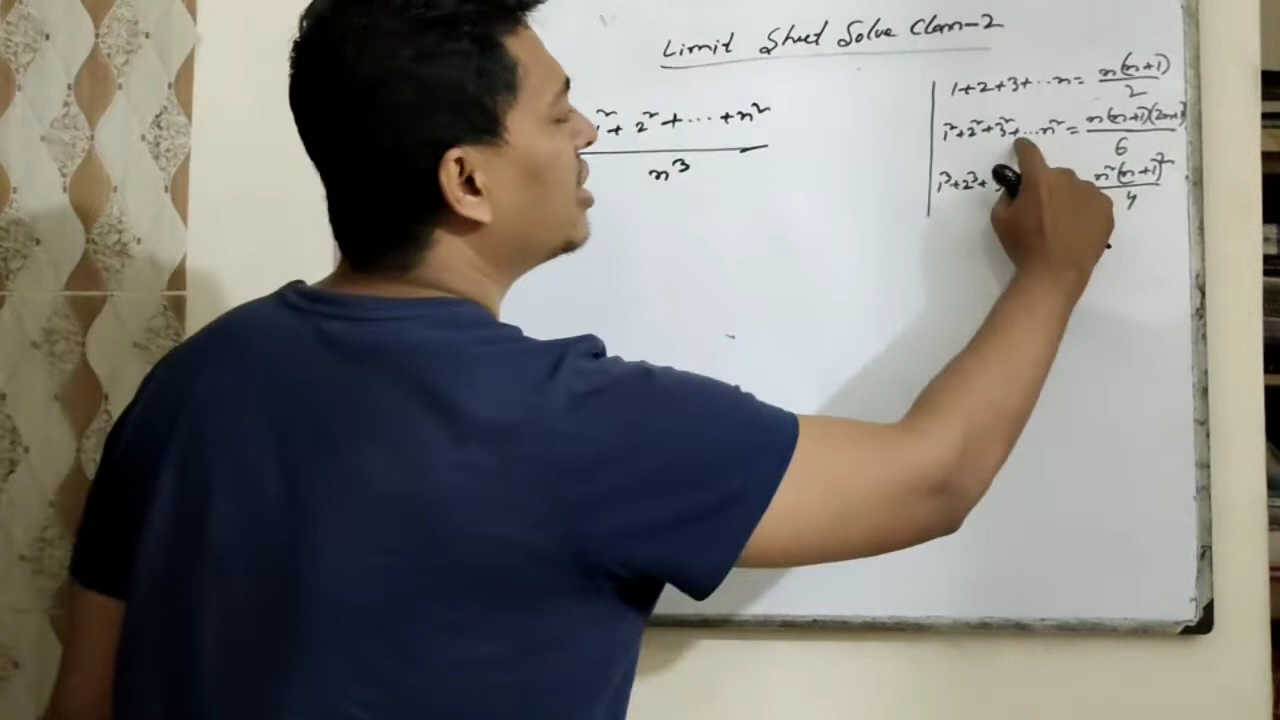 Limit Sheet Solve Class-2
1²+2²+⋯+n²
n³
1+2+3+⋯n = n(n+1)/2
1²+2²+3²+⋯n² = n(n+1)(2n+1)/6
1³+2³+ n²(n+1)²/4